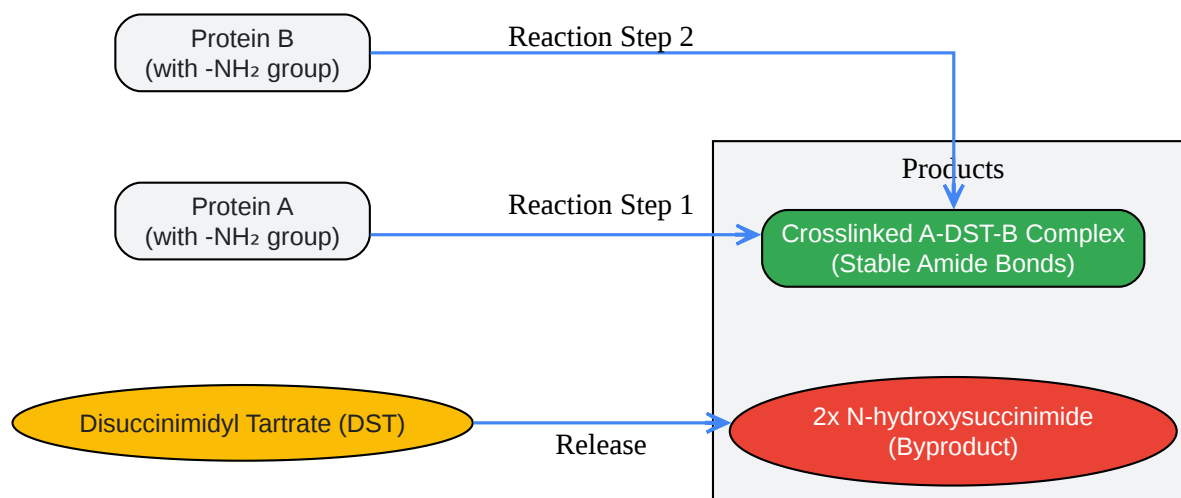 Protein B
(with -NH₂ group)
Reaction Step 2
Products
Protein A
(with -NH₂ group)
Reaction Step 1
Crosslinked A-DST-B Complex
(Stable Amide Bonds)
Disuccinimidyl Tartrate (DST)
Release
2x N-hydroxysuccinimide
(Byproduct)